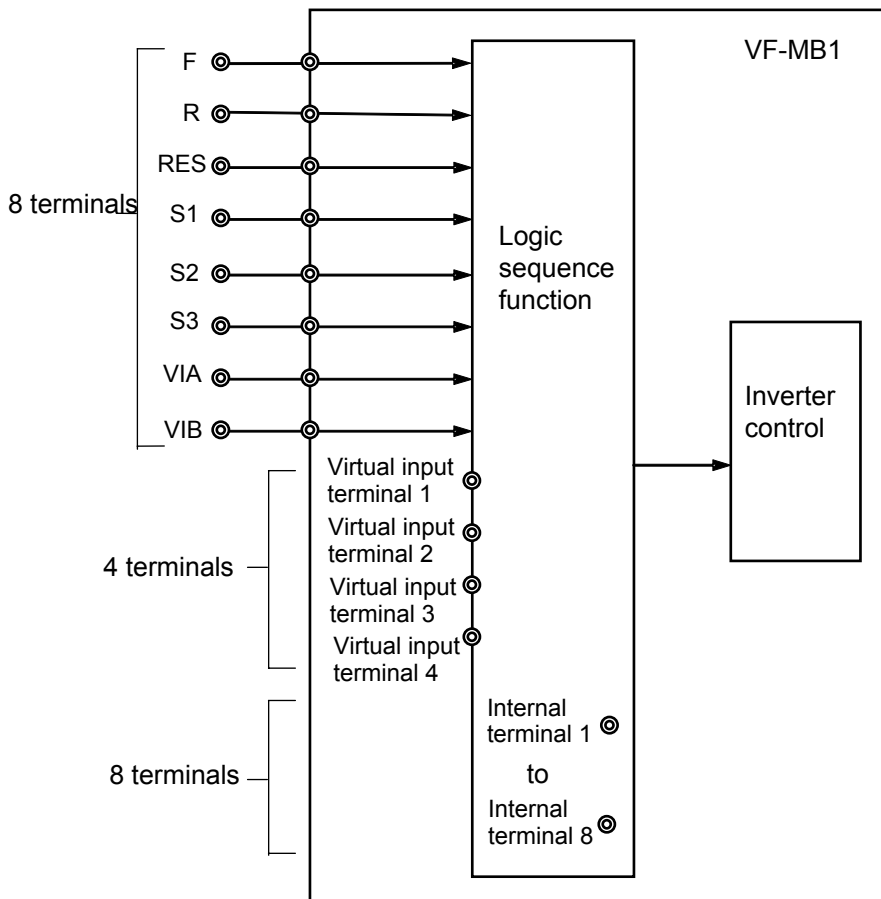 VF-MB1
F
R
RES
8 terminals
S1
S2
S3
VIA
VIB
Logic
sequence
function
Inverter
control
Virtual input
terminal 1
Virtual input
terminal 2
4 terminals
Virtual input
terminal 3
Virtual input
terminal 4
Internal
terminal 1
8 terminals
to
Internal
terminal 8